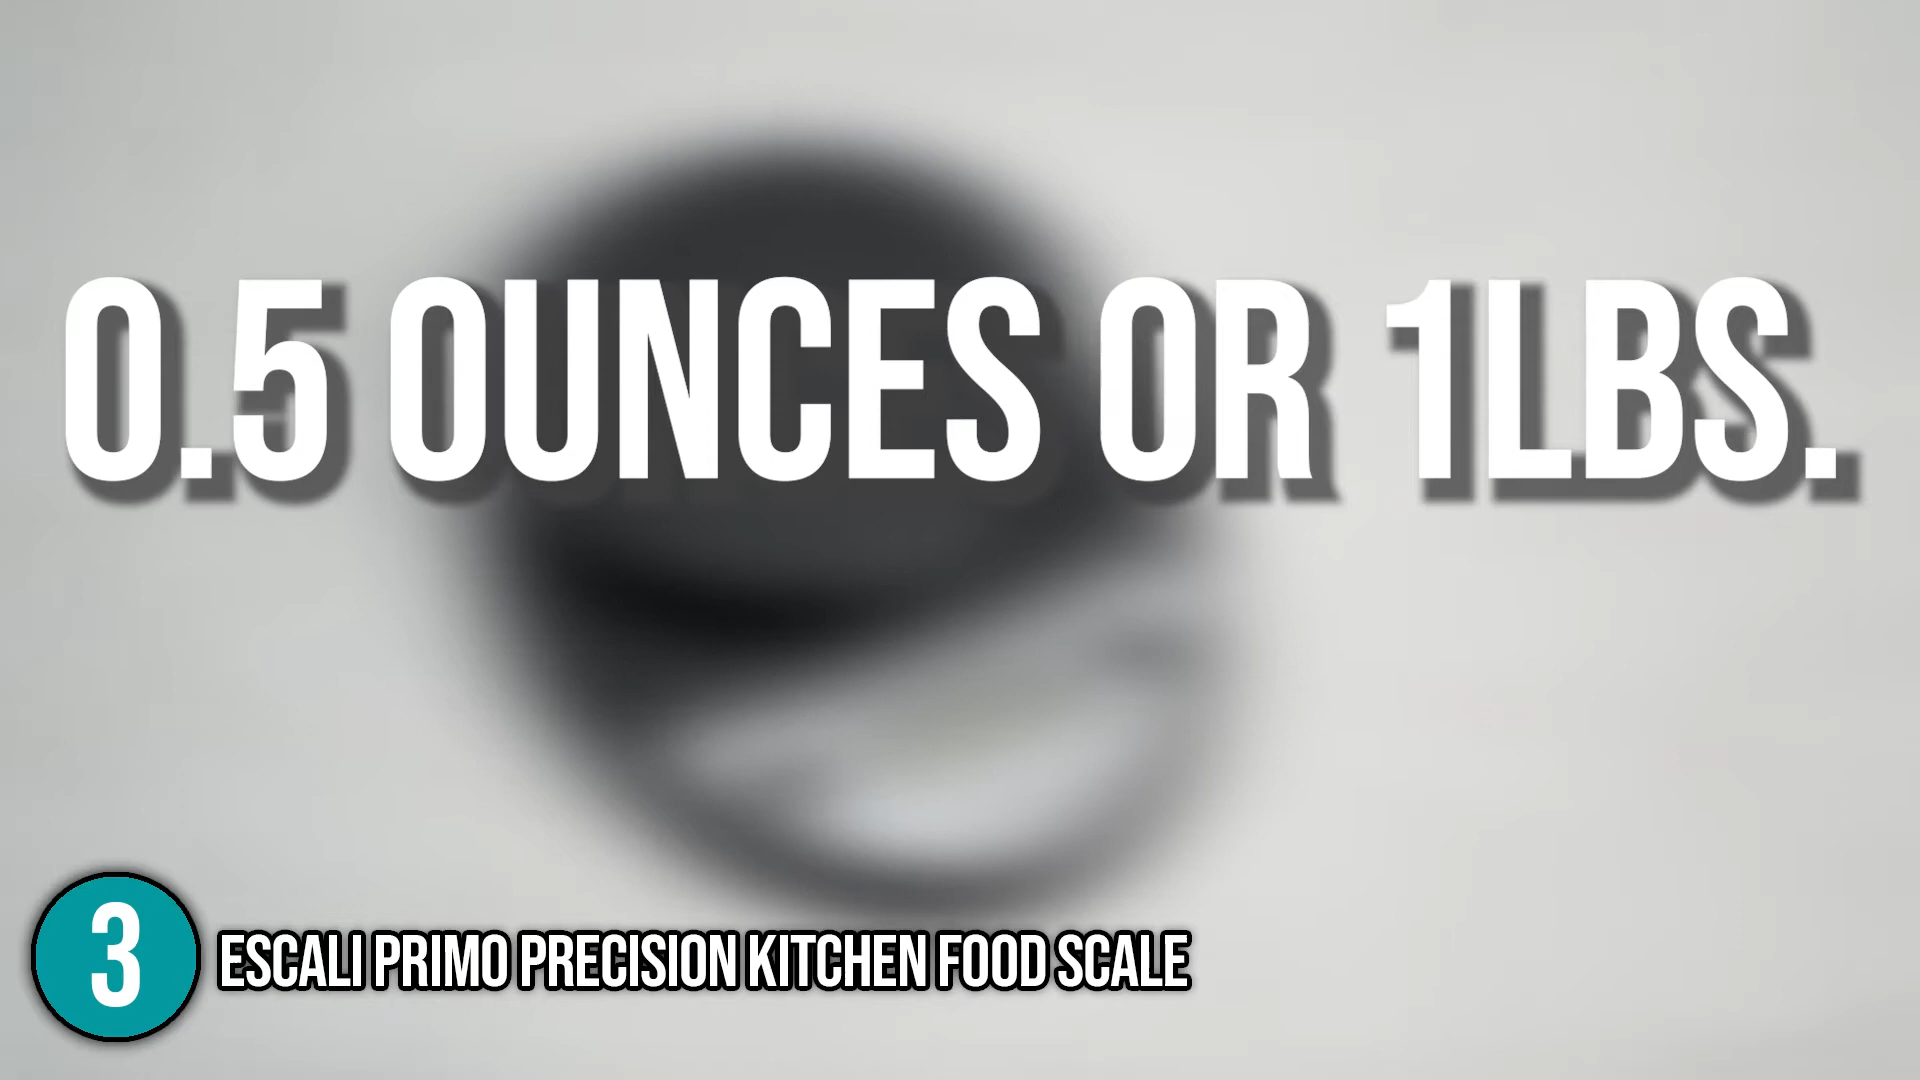 0.5 OUNCES OR 1LBS.
3
ESCALI PRIMO PRECISION KITCHEN FOOD SCALE